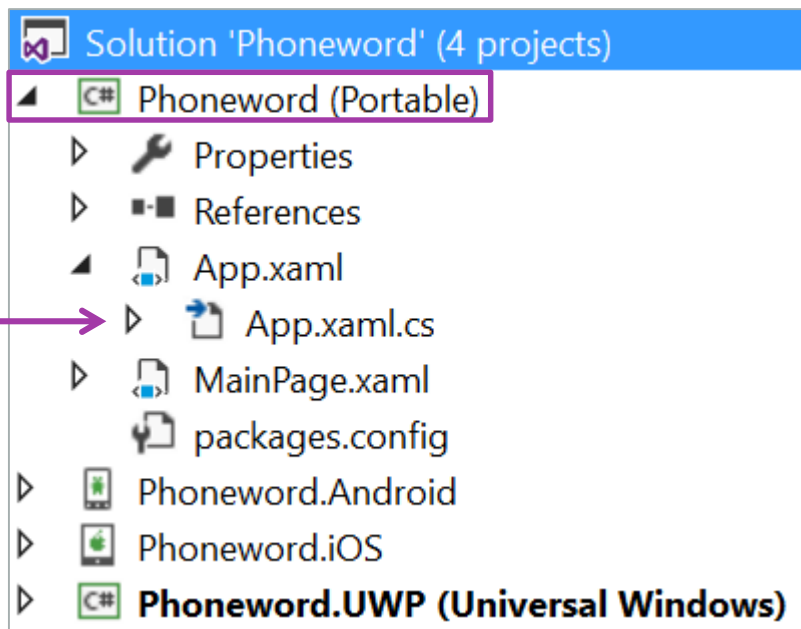 Solution 'Phoneword' (4 projects)
C# Phoneword (Portable)
Properties
References
App.xaml
App.xaml.cs
MainPage.xaml
packages.config
Phoneword.Android
Phoneword.iOS
C# Phoneword.UWP (Universal Windows)